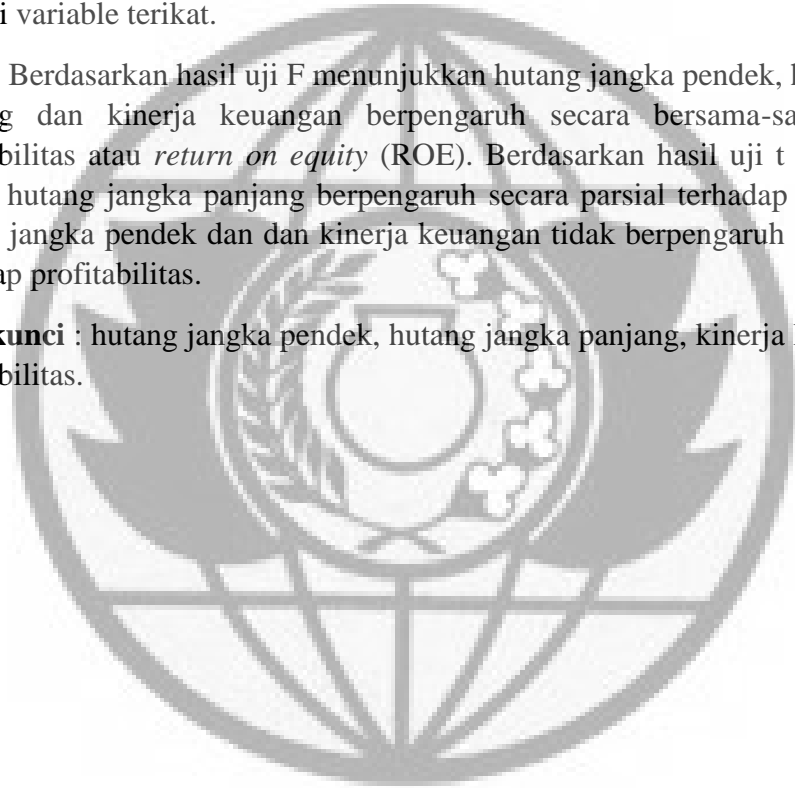 i variable terikat.
Berdasarkan hasil uji F menunjukkan hutang jangka pendek, h
g dan kinerja keuangan berpengaruh secara bersama-sa
bilitas atau return on equity (ROE). Berdasarkan hasil uji t
hutang jangka panjang berpengaruh secara parsial terhadap
jangka pendek dan dan kinerja keuangan tidak berpengaruh
ap profitabilitas.
kunci : hutang jangka pendek, hutang jangka panjang, kinerja
bilitas.